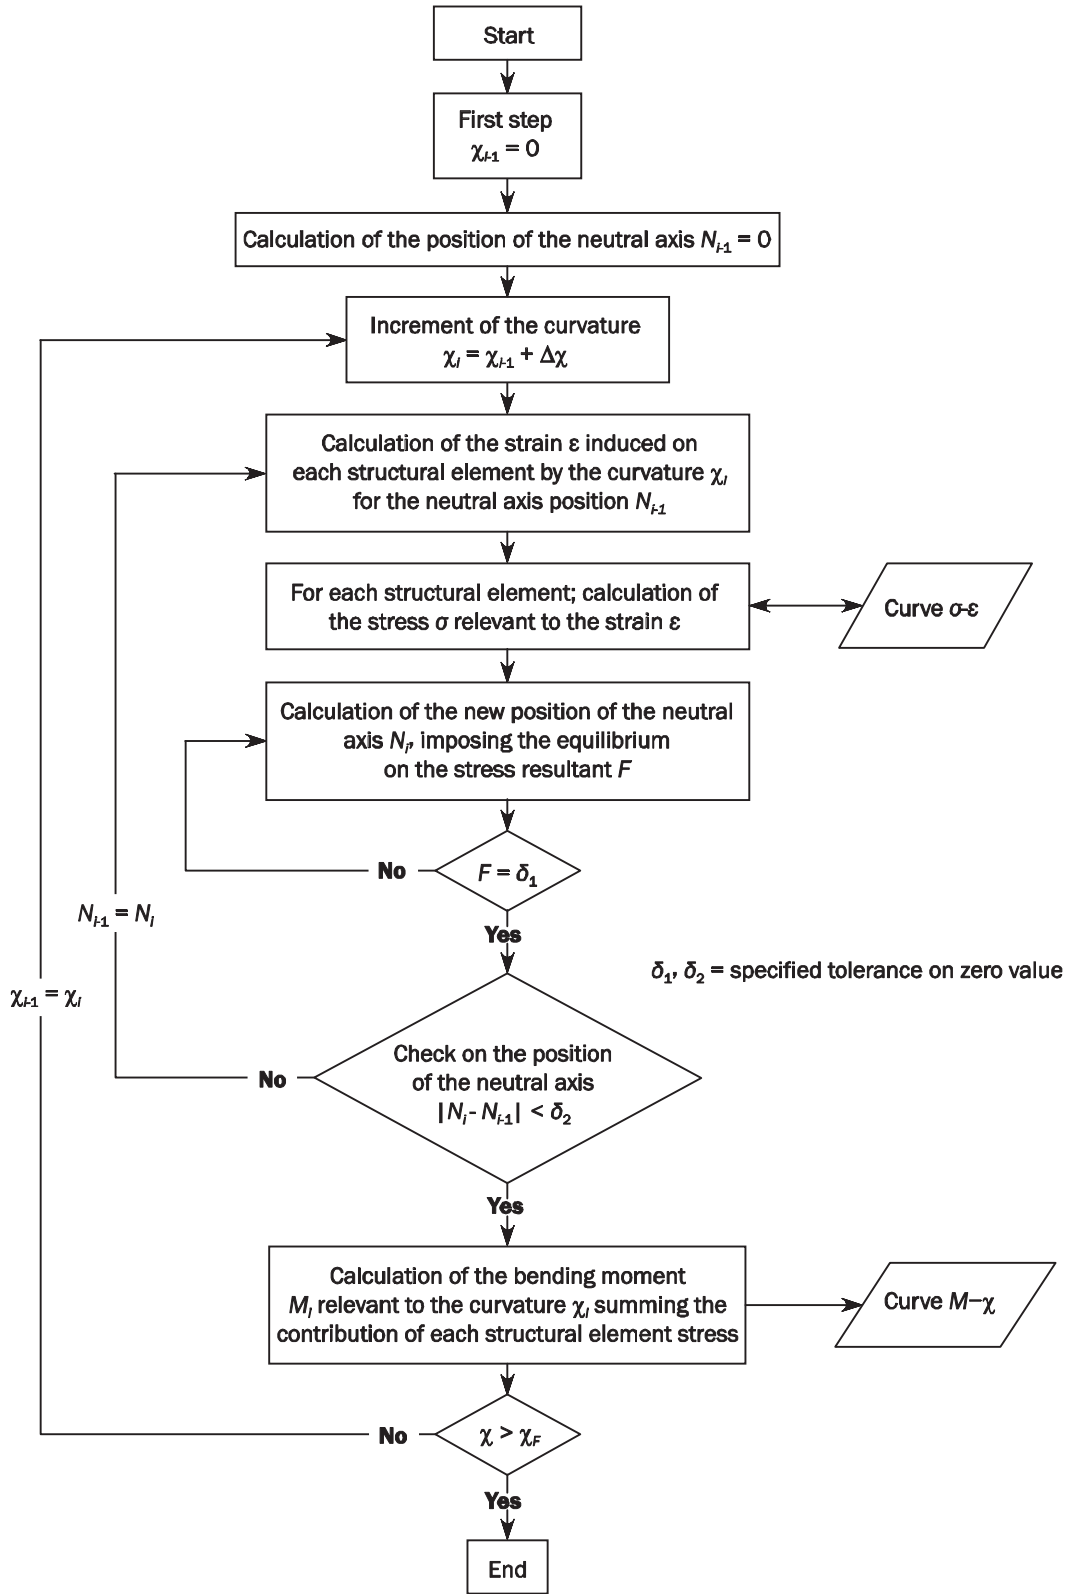 Start
First step
χᵢ₋₁ = 0
Calculation of the position of the neutral axis Nᵢ₋₁ = 0
Increment of the curvature
χᵢ = χᵢ₋₁ + Δχ
Calculation of the strain ε induced on
each structural element by the curvature χᵢ
for the neutral axis position Nᵢ₋₁
For each structural element; calculation of
the stress σ relevant to the strain ε
Curve σ-ε
Calculation of the new position of the neutral
axis Nᵢ, imposing the equilibrium
on the stress resultant F
No
F = δ₁
Nᵢ₋₁ = Nᵢ
Yes
δ₁, δ₂ = specified tolerance on zero value
χᵢ₋₁ = χᵢ
Check on the position
of the neutral axis
|Nᵢ - Nᵢ₋₁| < δ₂
No
Yes
Calculation of the bending moment
Mᵢ relevant to the curvature χᵢ summing the
contribution of each structural element stress
Curve M–χ
No
χ > χ_F
Yes
End